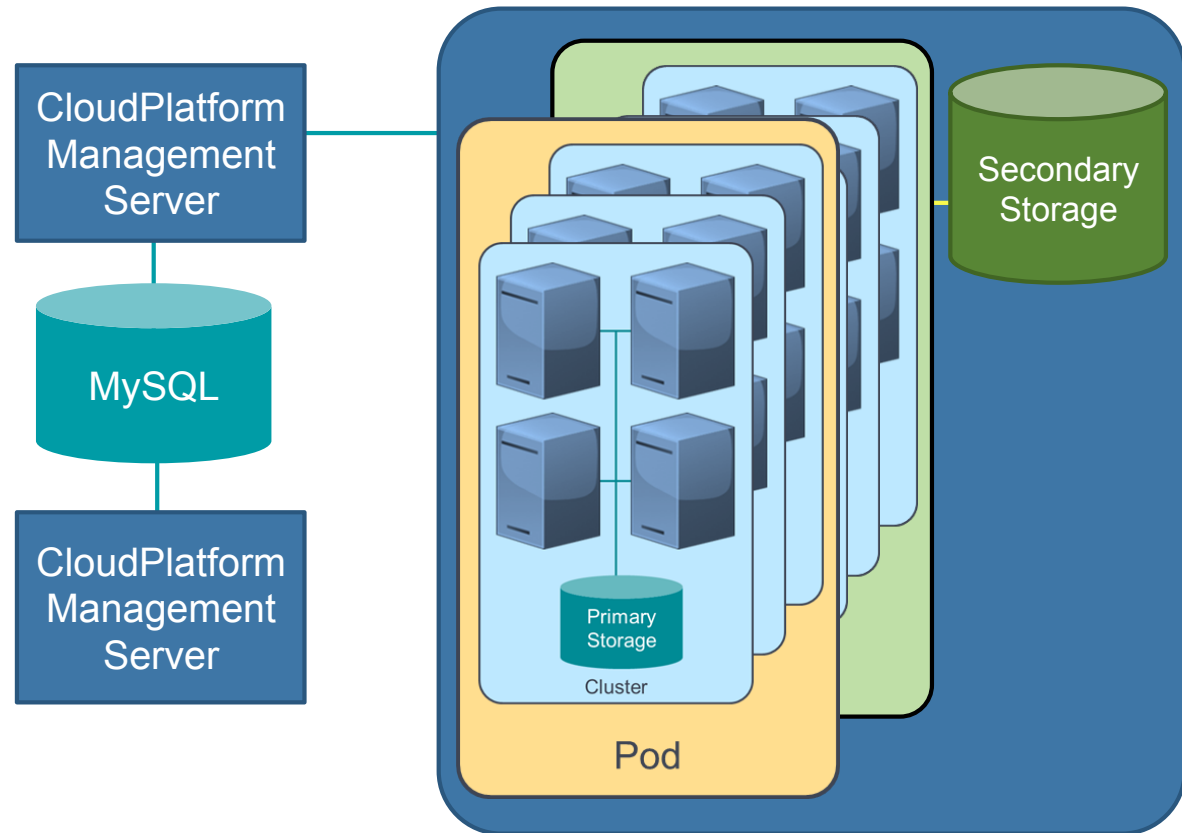 CloudPlatform
Management
Server
MySQL
CloudPlatform
Management
Server
Secondary
Storage
Primary
Storage
Cluster
Pod